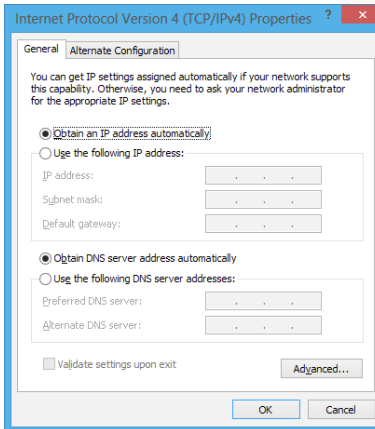 Internet Protocol Version 4 (TCP/IPv4) Properties ? ×
General Alternate Configuration
You can get IP settings assigned automatically if your network supports
this capability. Otherwise, you need to ask your network administrator
for the appropriate IP settings.
Obtain an IP address automatically
Use the following IP address:
IP address:
Subnet mask:
Default gateway:
Obtain DNS server address automatically
Use the following DNS server addresses:
Preferred DNS server:
Alternate DNS server:
Validate settings upon exit
Advanced...
OK Cancel